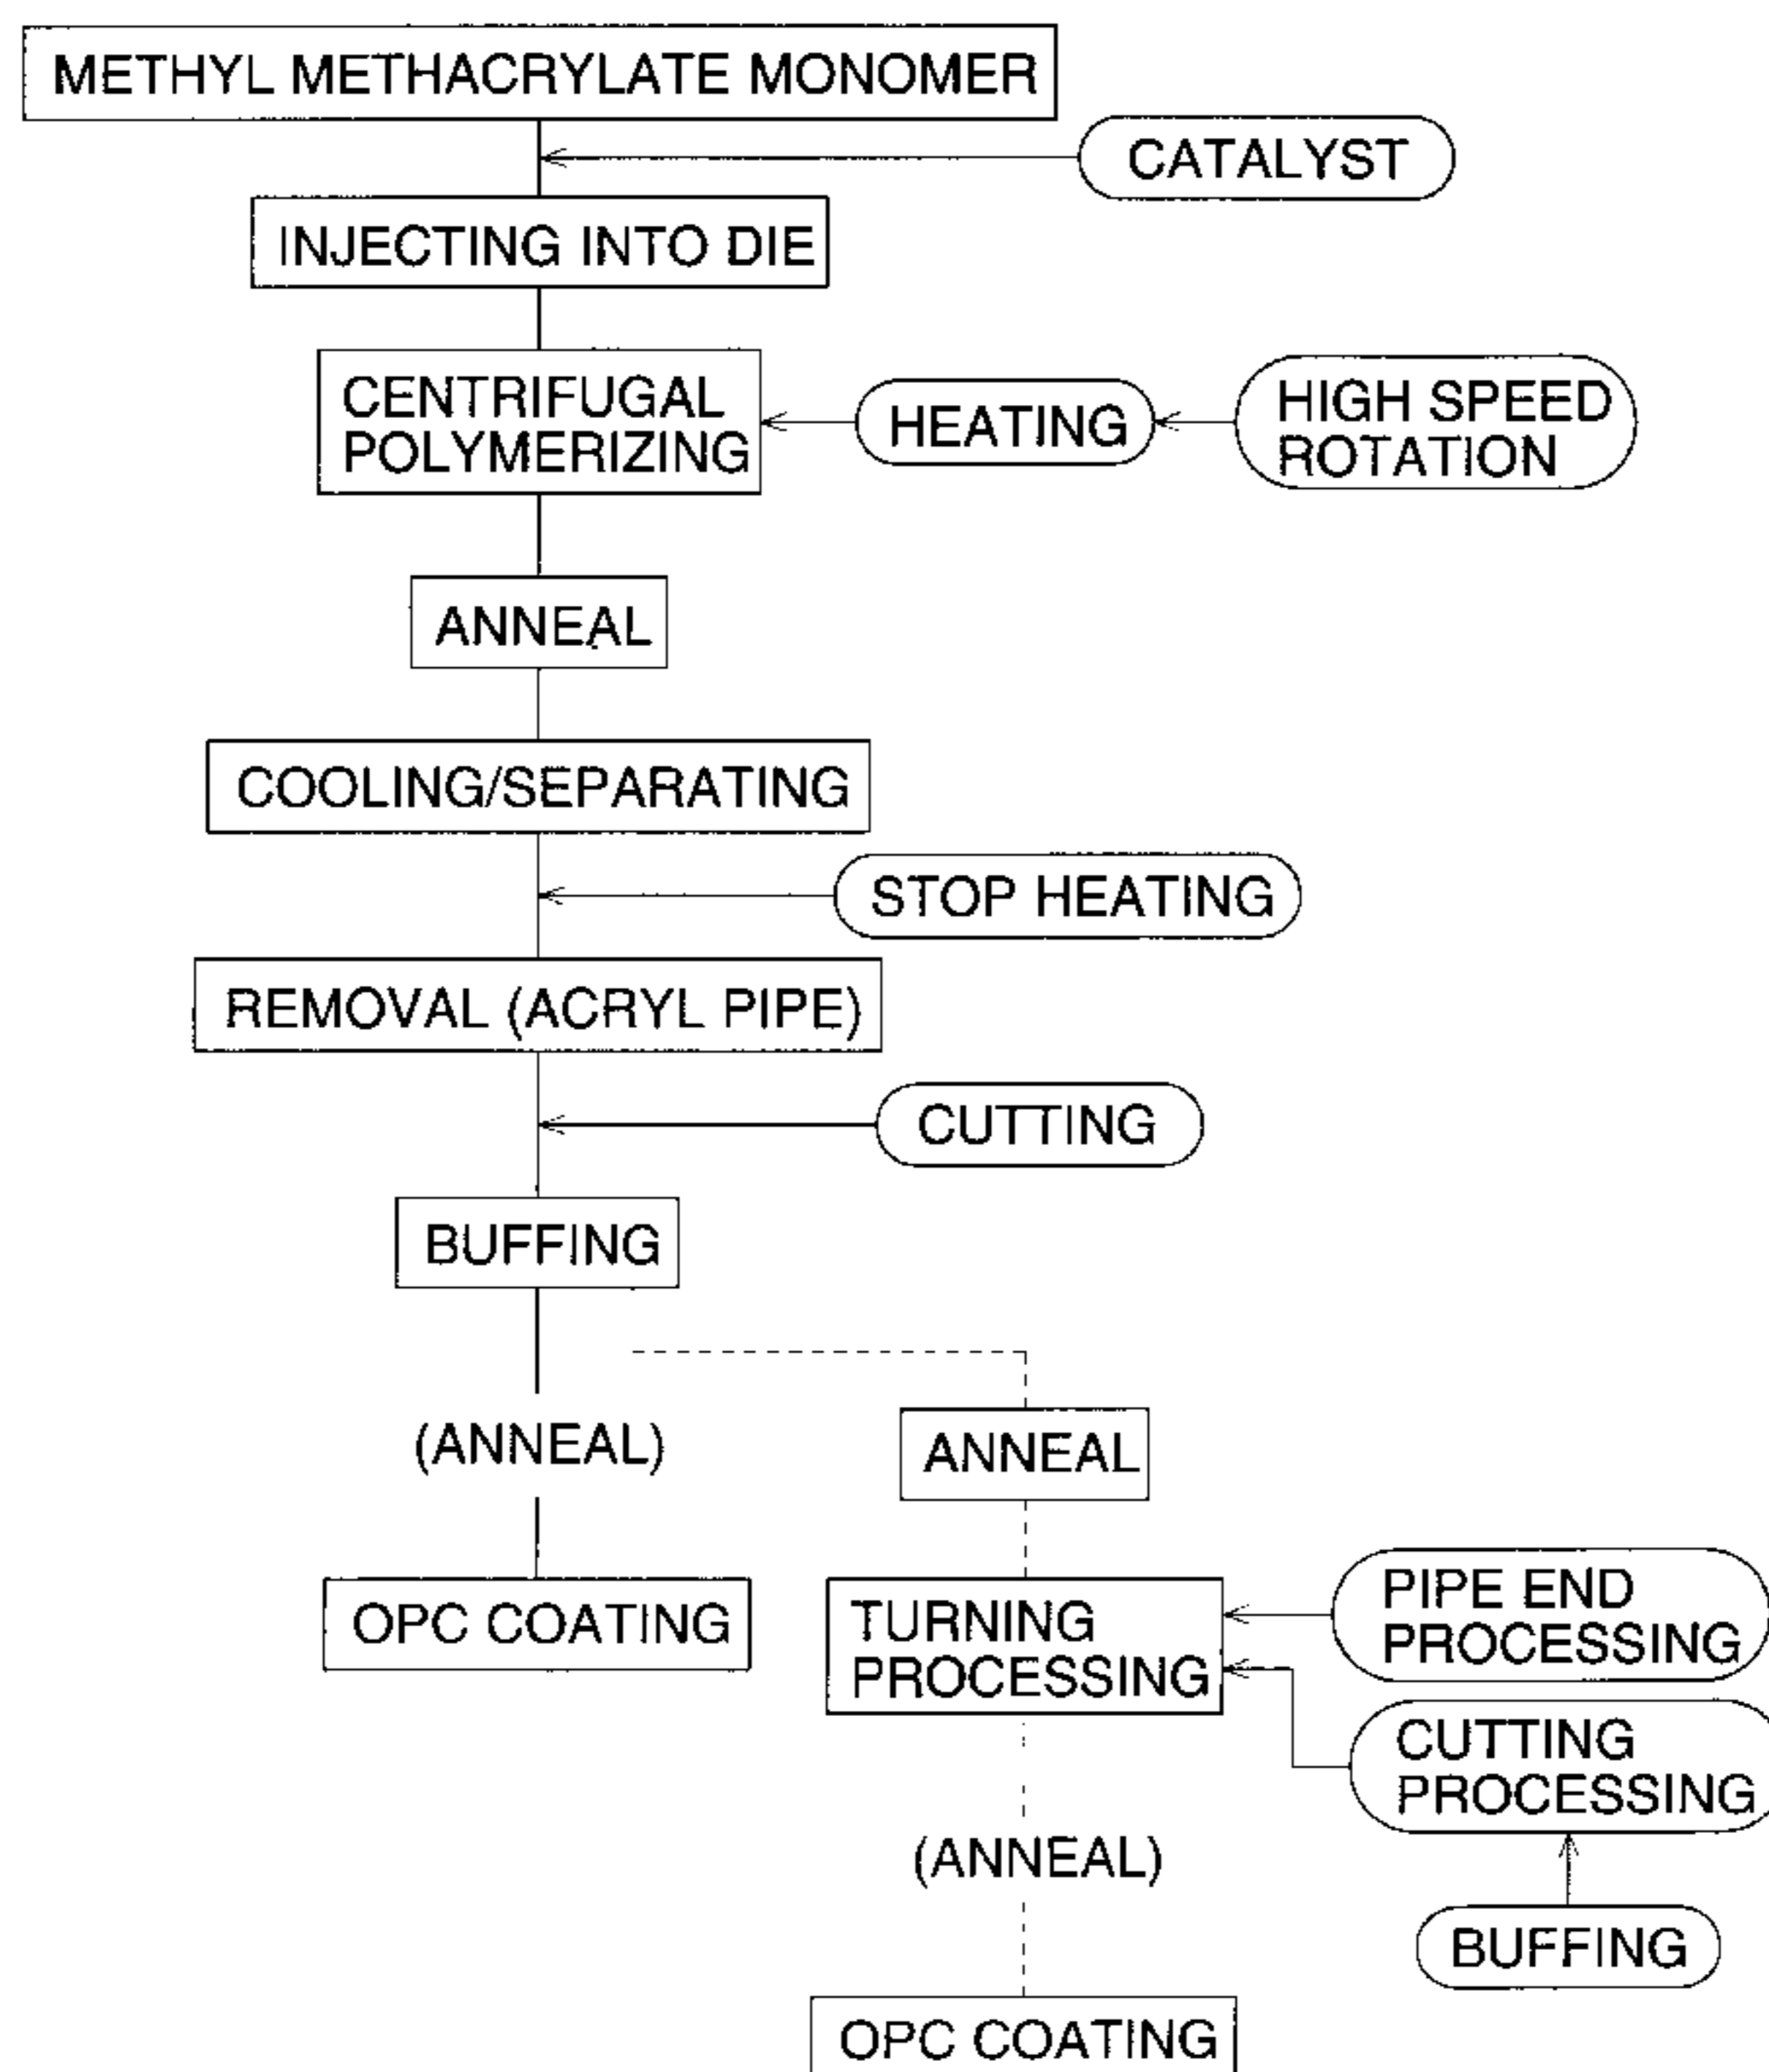 METHYL METHACRYLATE MONOMER
CATALYST
INJECTING INTO DIE
CENTRIFUGAL
POLYMERIZING
HEATING
HIGH SPEED
ROTATION
ANNEAL
COOLING/SEPARATING
STOP HEATING
REMOVAL (ACRYL PIPE)
CUTTING
BUFFING
(ANNEAL)
ANNEAL
OPC COATING
TURNING
PROCESSING
PIPE END
PROCESSING
CUTTING
PROCESSING
(ANNEAL)
BUFFING
OPC COATING